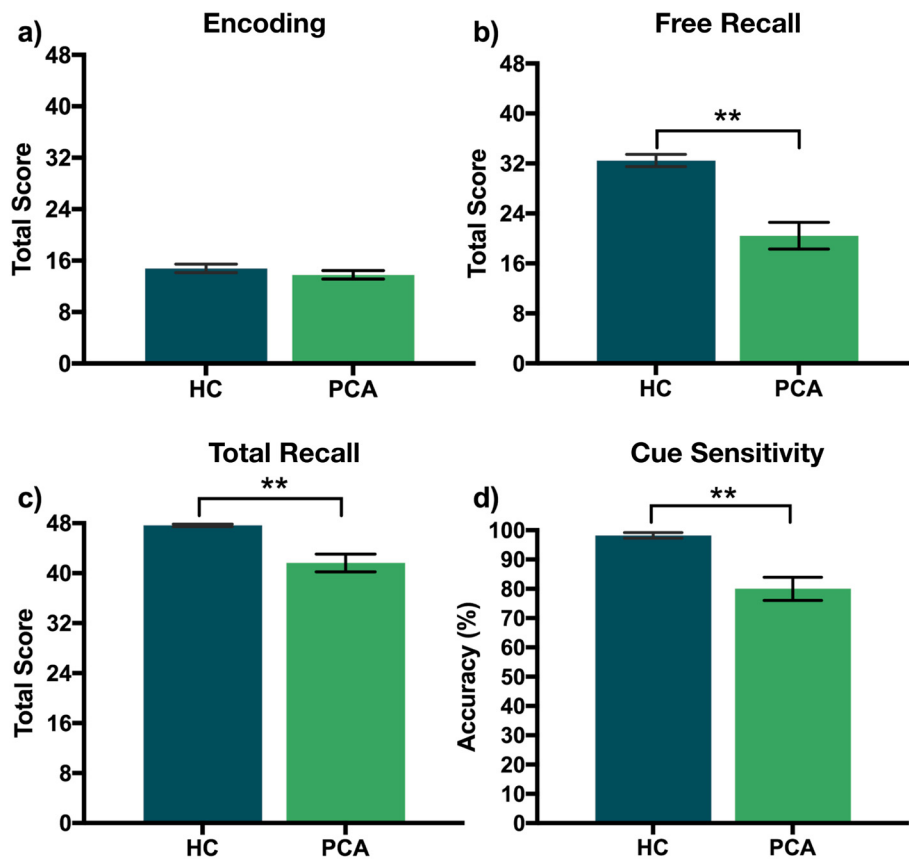 a)
Encoding
Total Score
48
40
32
24
16
8
0
HC
PCA
b)
Free Recall
Total Score
48
40
32
24
16
8
0
**
HC
PCA
c)
Total Recall
Total Score
48
40
32
24
16
8
0
**
HC
PCA
d)
Cue Sensitivity
Accuracy (%)
100
90
80
70
60
50
40
30
20
10
0
**
HC
PCA